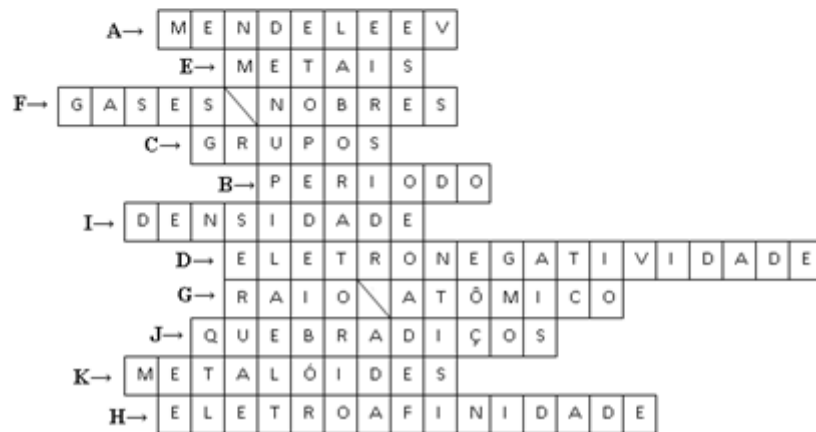 A→ MENDELEEV
E→ METAIS
F→ GASES NOBRES
C→ GRUPOS
B→ PERIODO
I→ DENSIDADE
D→ ELETRONEGATIVIDADE
G→ RAIO ATÔMICO
J→ QUEBRADIÇOS
K→ METALÓIDES
H→ ELETROAFINIDADE